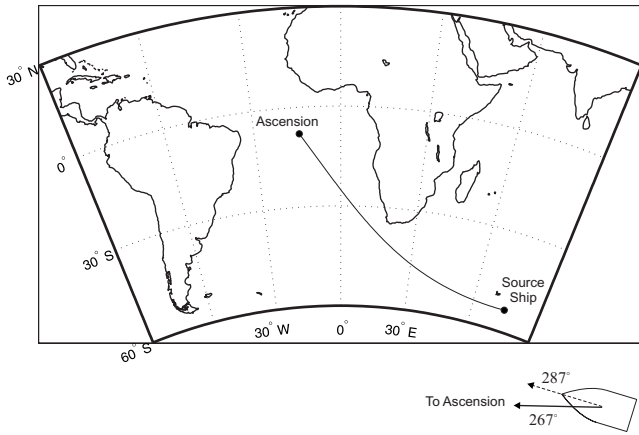 30° N
Ascension
0°
30° S
Source
Ship
60° S
30° W
0°
30° E
287°
To Ascension
267°